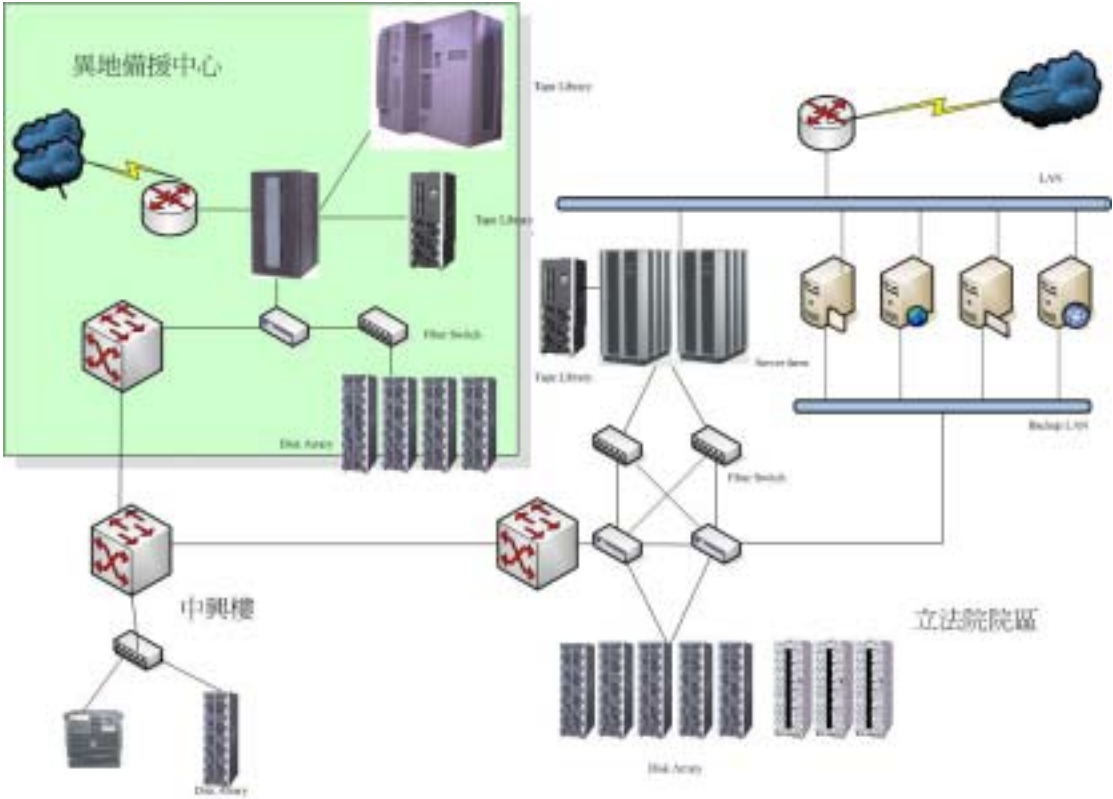 異地備援中心
Tape Library
LAN
Tape Library
Fiber Switch
Server farm
Tape Library
Backup LAN
Disk Array
Fiber Switch
中興樓
立法院院區
Disk Array
Disk Array